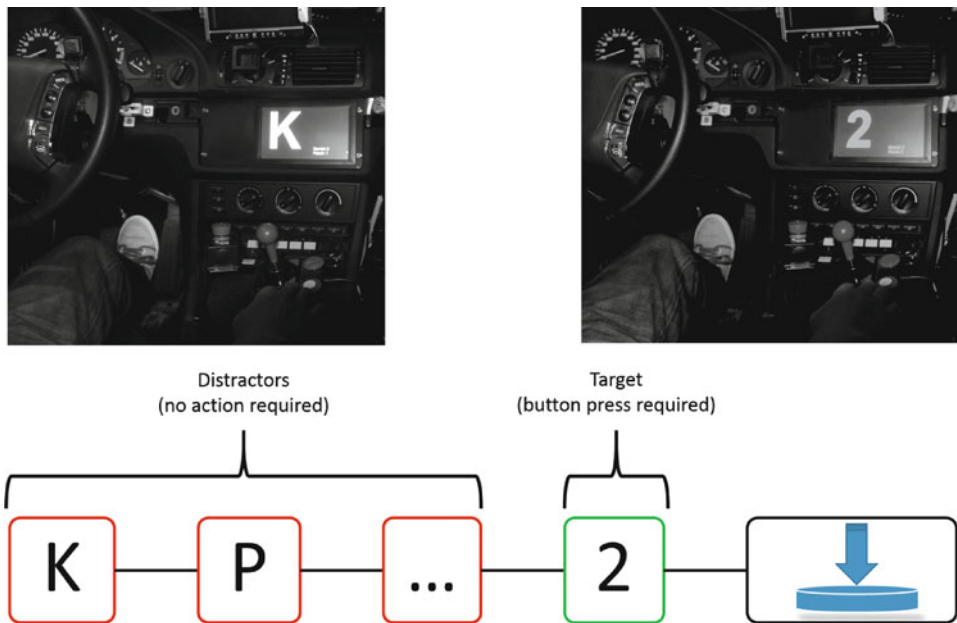 K
2
Distractors
(no action required)
Target
(button press required)
K
P
...
2